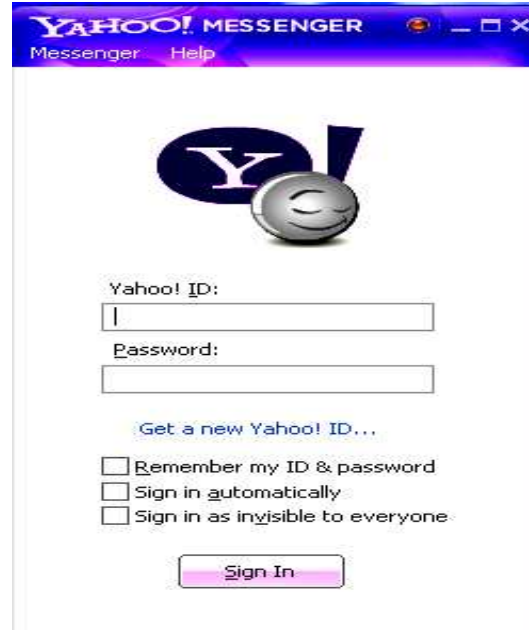 YAHOO! MESSENGER
Messenger Help
Y!
Yahoo! ID:
Password:
Get a new Yahoo! ID...
Remember my ID & password
Sign in automatically
Sign in as invisible to everyone
Sign In